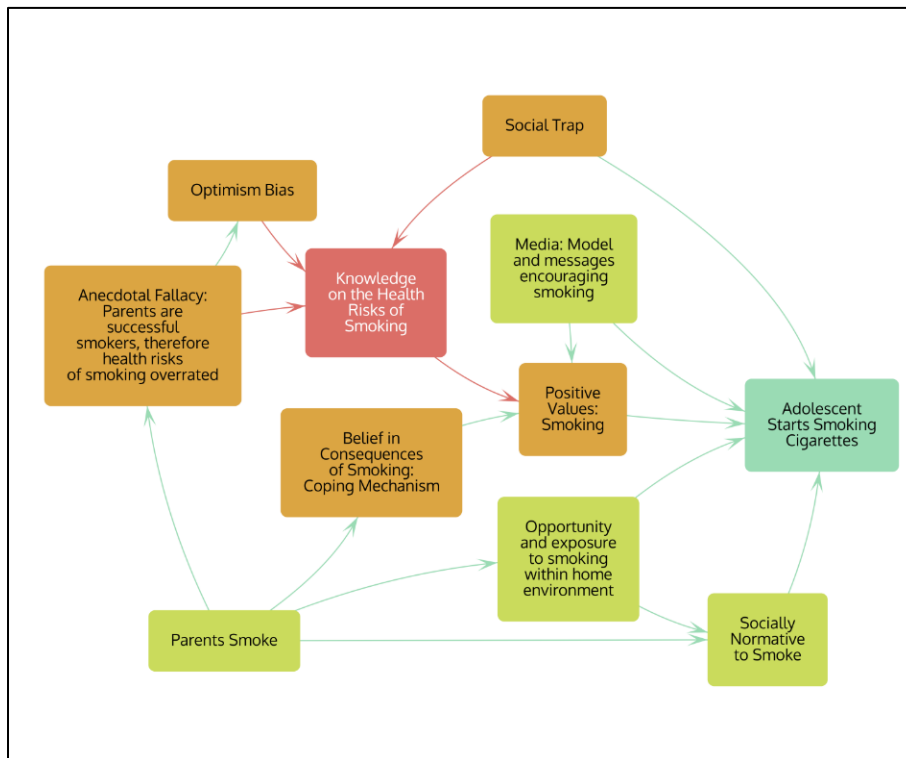 Social Trap
Optimism Bias
Media: Model
and messages
encouraging
smoking
Anecdotal Fallacy:
Parents are
successful
smokers, therefore
health risks
of smoking overrated
Knowledge
on the Health
Risks of
Smoking
Positive
Values:
Smoking
Adolescent
Starts Smoking
Cigarettes
Belief in
Consequences
of Smoking:
Coping Mechanism
Opportunity
and exposure
to smoking
within home
environment
Parents Smoke
Socially
Normative
to Smoke